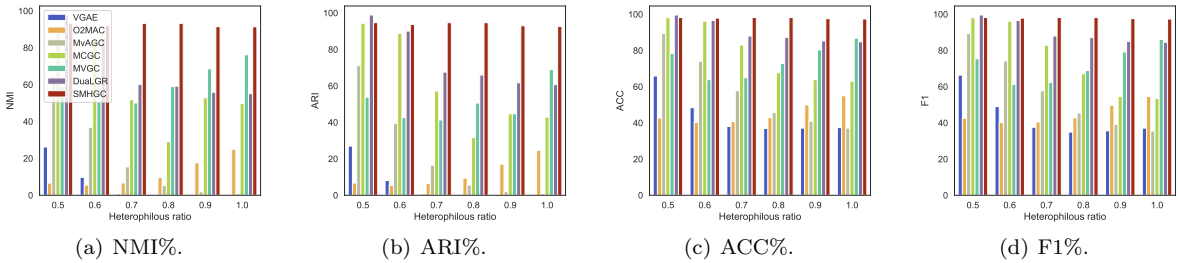 100
80
60
40
20
0
NMI
VGAE
O2MAC
MvAGC
MCGC
MVGC
DuaLGR
SMHGC
0.5 0.6 0.7 0.8 0.9 1.0
Heterophilous ratio
(a) NMI%.
100
80
60
40
20
0
ARI
0.5 0.6 0.7 0.8 0.9 1.0
Heterophilous ratio
(b) ARI%.
100
80
60
40
20
0
ACC
0.5 0.6 0.7 0.8 0.9 1.0
Heterophilous ratio
(c) ACC%.
100
80
60
40
20
0
F1
0.5 0.6 0.7 0.8 0.9 1.0
Heterophilous ratio
(d) F1%.